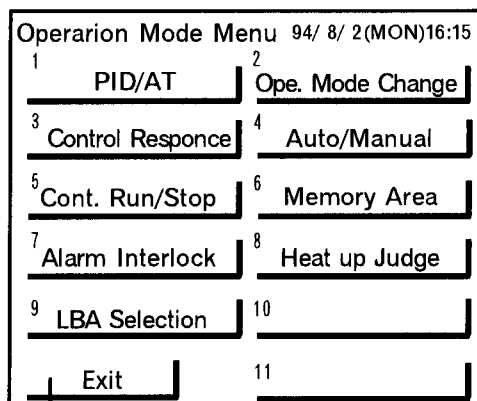 Operarion Mode Menu 94/ 8/ 2(MON)16:15
1 PID/AT
2 Ope. Mode Change
3 Control Responce
4 Auto/Manual
5 Cont. Run/Stop
6 Memory Area
7 Alarm Interlock
8 Heat up Judge
9 LBA Selection
10
Exit
11